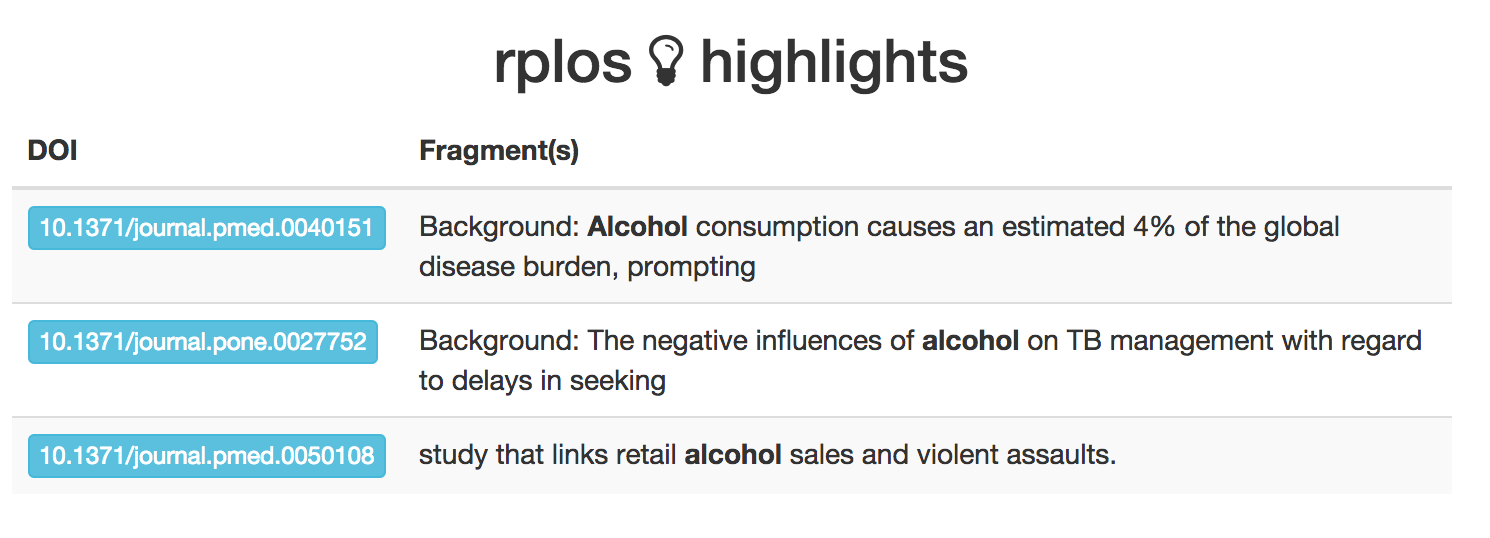 rplos highlights
DOI Fragment(s)
10.1371/journal.pmed.0040151 Background: Alcohol consumption causes an estimated 4% of the global
disease burden, prompting
10.1371/journal.pone.0027752 Background: The negative influences of alcohol on TB management with regard
to delays in seeking
10.1371/journal.pmed.0050108 study that links retail alcohol sales and violent assaults.